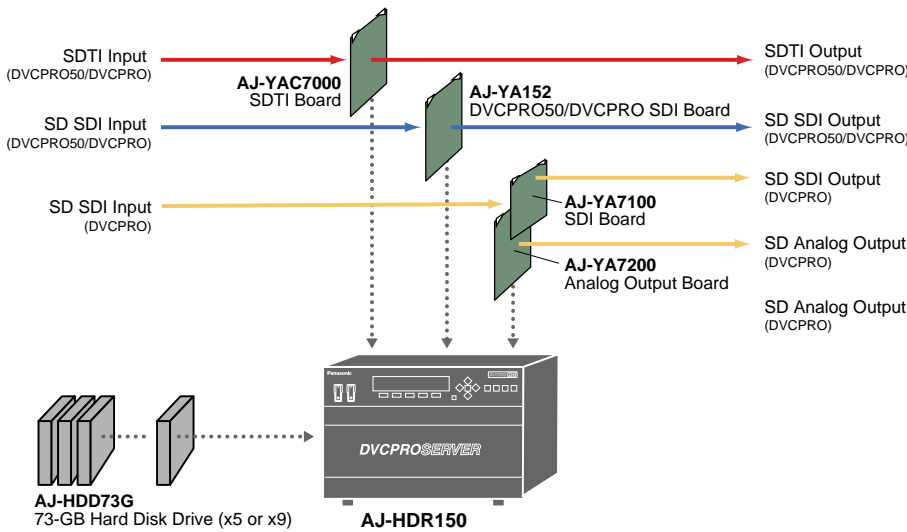 SDTI Input
(DVCPRO50/DVCPRO)
AJ-YAC7000
SDTI Board
SDTI Output
(DVCPRO50/DVCPRO)
SD SDI Input
(DVCPRO50/DVCPRO)
AJ-YA152
DVCPRO50/DVCPRO SDI Board
SD SDI Output
(DVCPRO50/DVCPRO)
SD SDI Input
(DVCPRO)
AJ-YA7100
SDI Board
SD SDI Output
(DVCPRO)
AJ-YA7200
Analog Output Board
SD Analog Output
(DVCPRO)
SD Analog Output
(DVCPRO)
Panasonic
DVCPROSERVER
AJ-HDD73G
73-GB Hard Disk Drive (x5 or x9)
AJ-HDR150